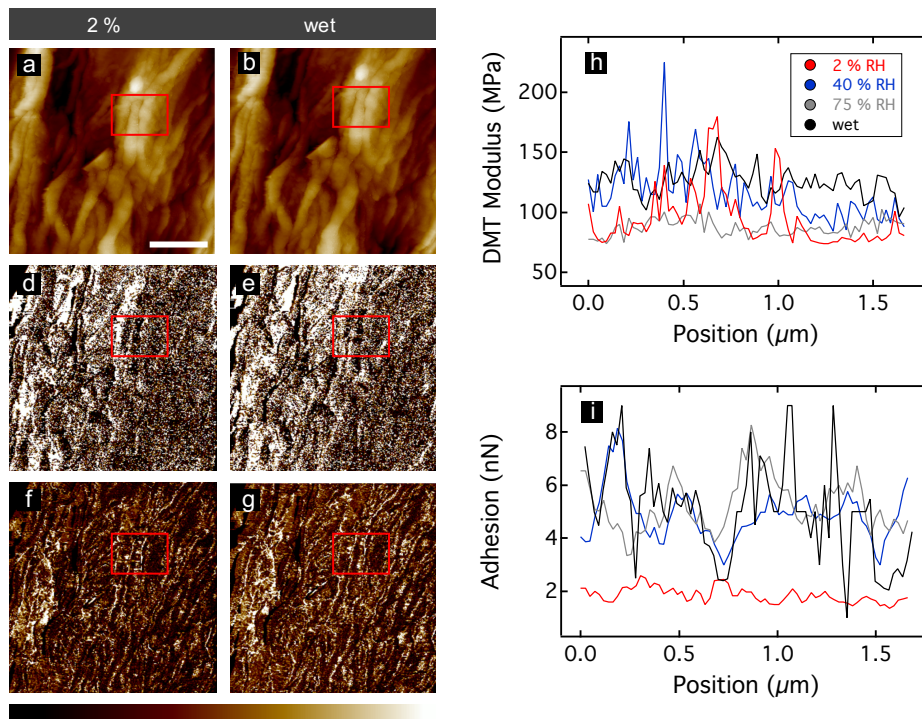 2 %
wet
a
b
d
e
f
g
h
DMT Modulus (MPa)
200
150
100
50
0.0
0.5
1.0
1.5
Position (µm)
2 % RH
40 % RH
75 % RH
wet
i
Adhesion (nN)
8
6
4
2
0.0
0.5
1.0
1.5
Position (µm)